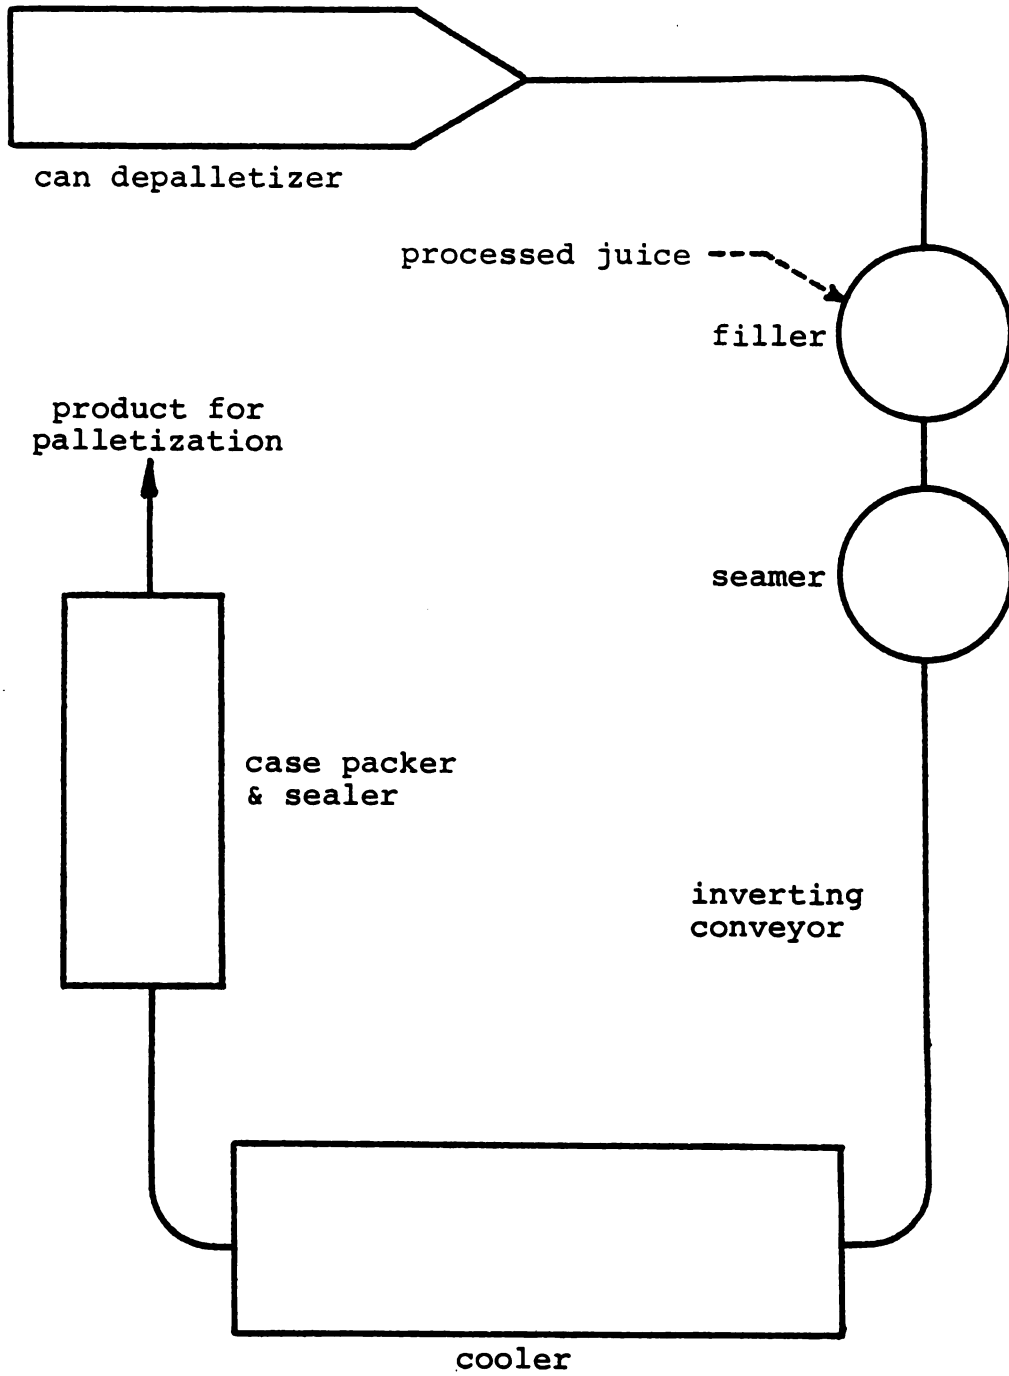 can depalletizer
processed juice
filler
product for
palletization
seamer
case packer
& sealer
inverting
conveyor
cooler